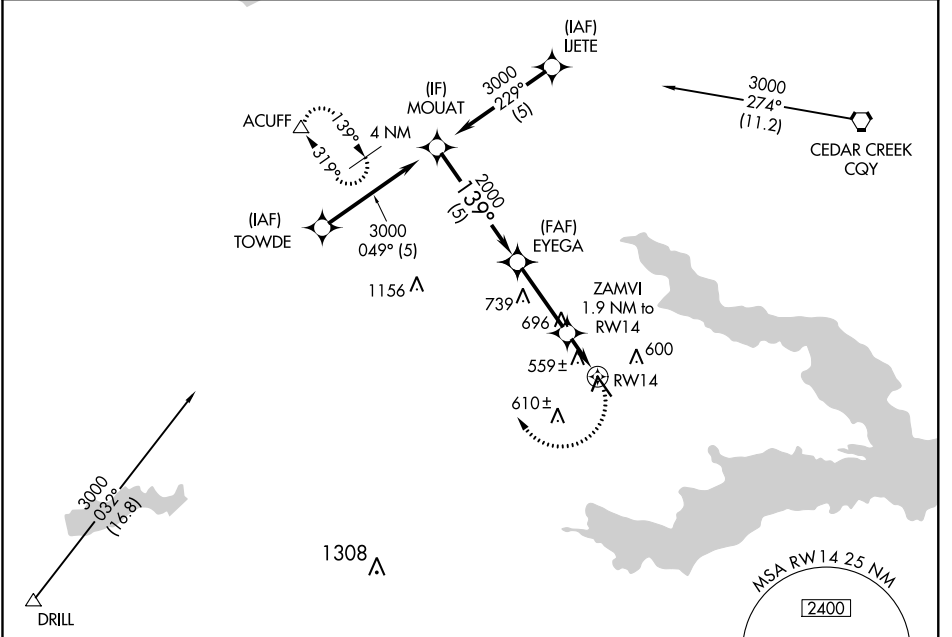 (IAF)
IJETE
3000
229°
(5)
(IF)
MOUAT
3000
274°
(11.2)
CEDAR CREEK
CQY
ACUFF
139°
319°
4 NM
2000
139°
(5)
(IAF)
TOWDE
3000
049° (5)
(FAF)
EYEGA
1156
739
ZAMVI
1.9 NM to
RW14
696
559±
600
RW14
610±
3000
032°
(16.8)
1308
DRILL
MSA RW14 25 NM
2400